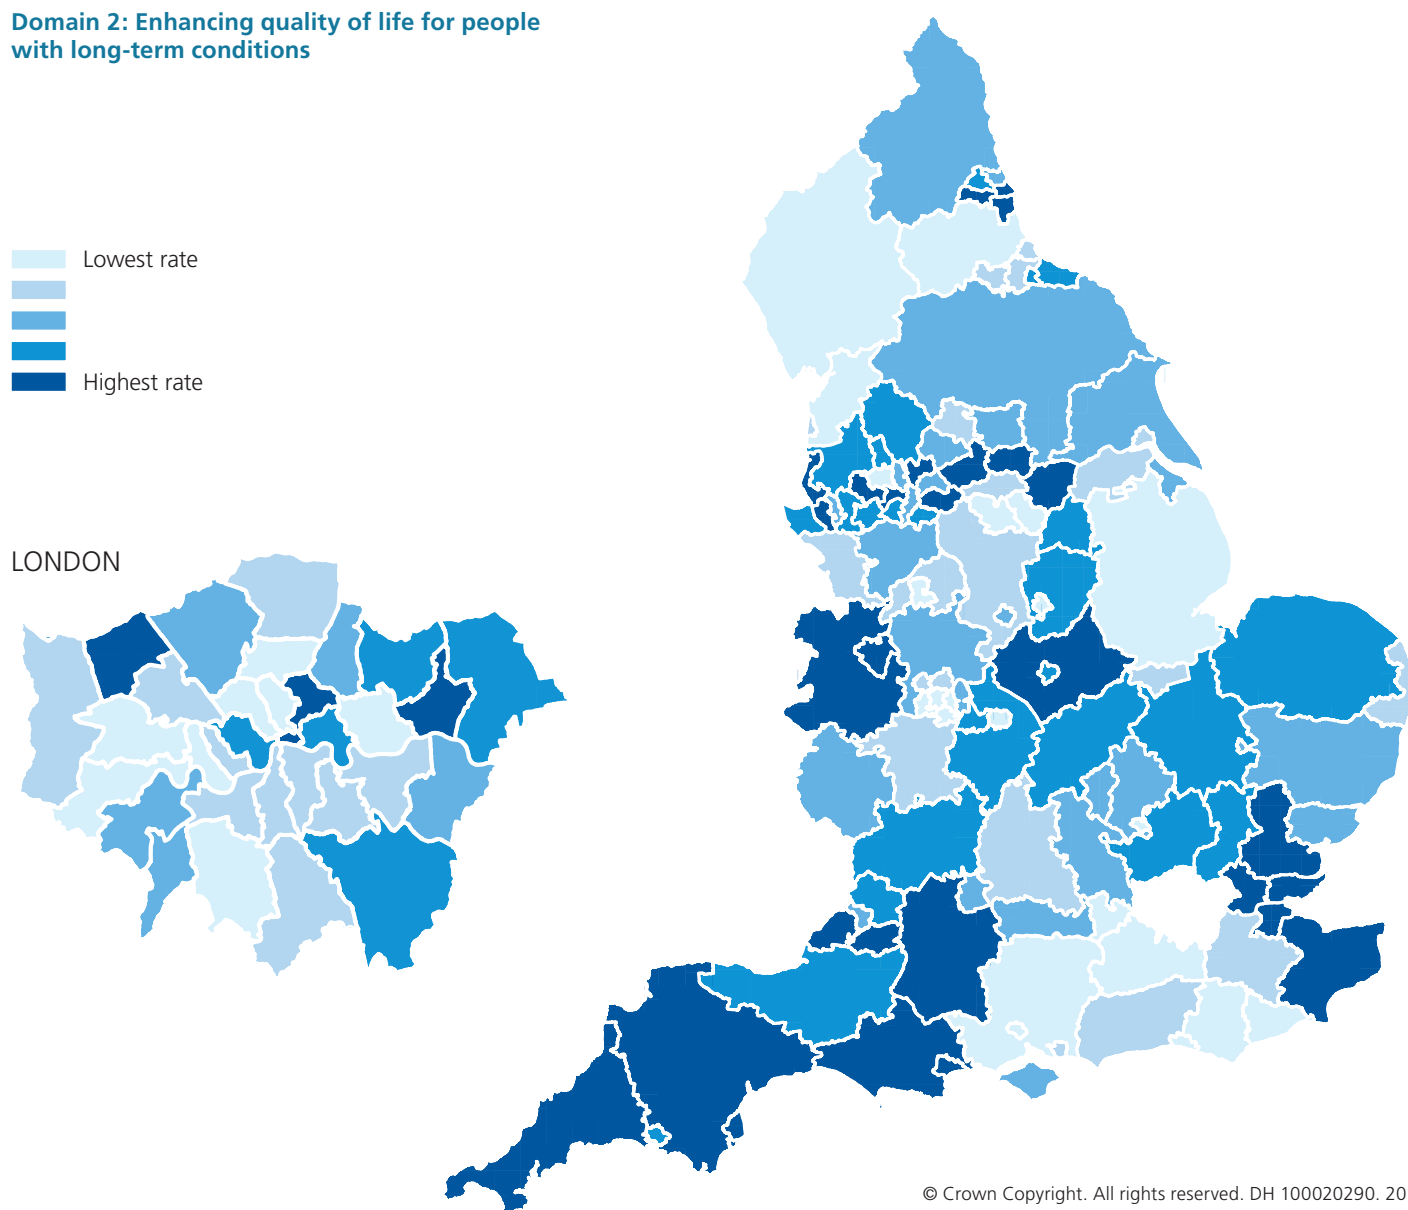 Domain 2: Enhancing quality of life for people
with long-term conditions
Lowest rate
Highest rate
LONDON
© Crown Copyright. All rights reserved. DH 100020290. 20